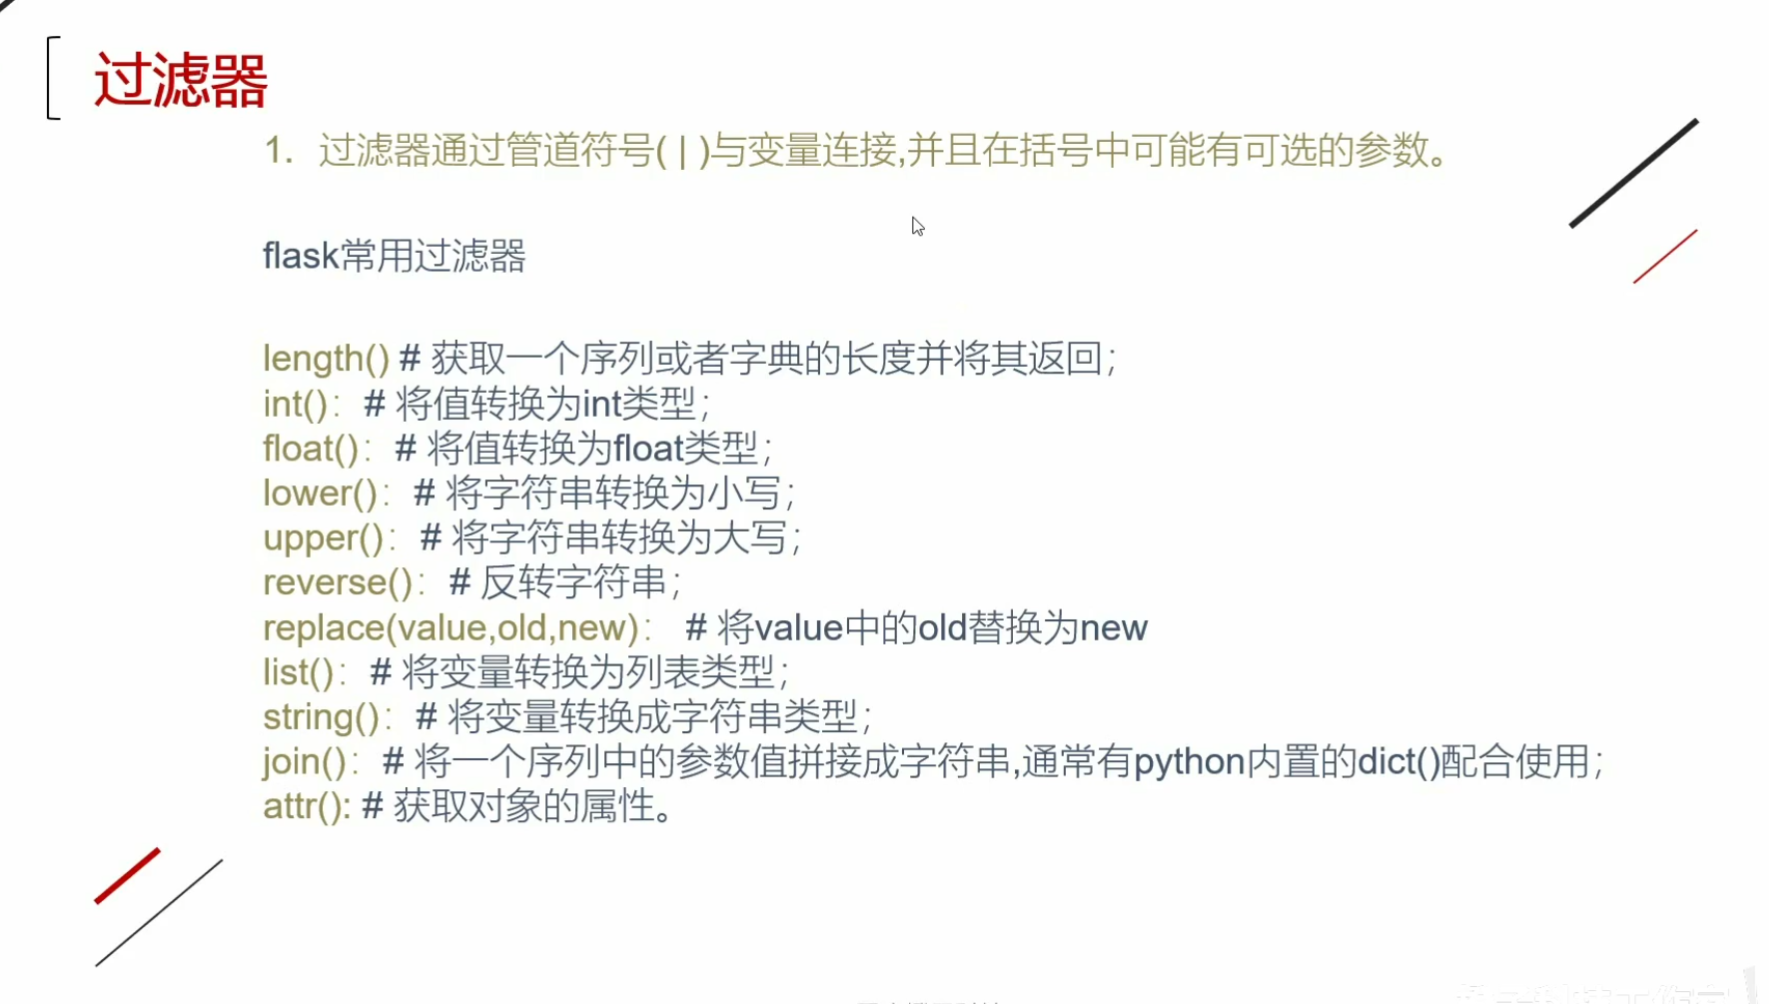 过滤器
1. 过滤器通过管道符号( | )与变量连接,并且在括号中可能有可选的参数。
flask常用过滤器
length() # 获取一个序列或者字典的长度并将其返回;
int()：# 将值转换为int类型;
float()：# 将值转换为float类型;
lower()：# 将字符串转换为小写;
upper()：# 将字符串转换为大写;
reverse()：# 反转字符串;
replace(value,old,new)： # 将value中的old替换为new
list()：# 将变量转换为列表类型;
string()：# 将变量转换成字符串类型;
join()：# 将一个序列中的参数值拼接成字符串,通常有python内置的dict()配合使用;
attr(): # 获取对象的属性。